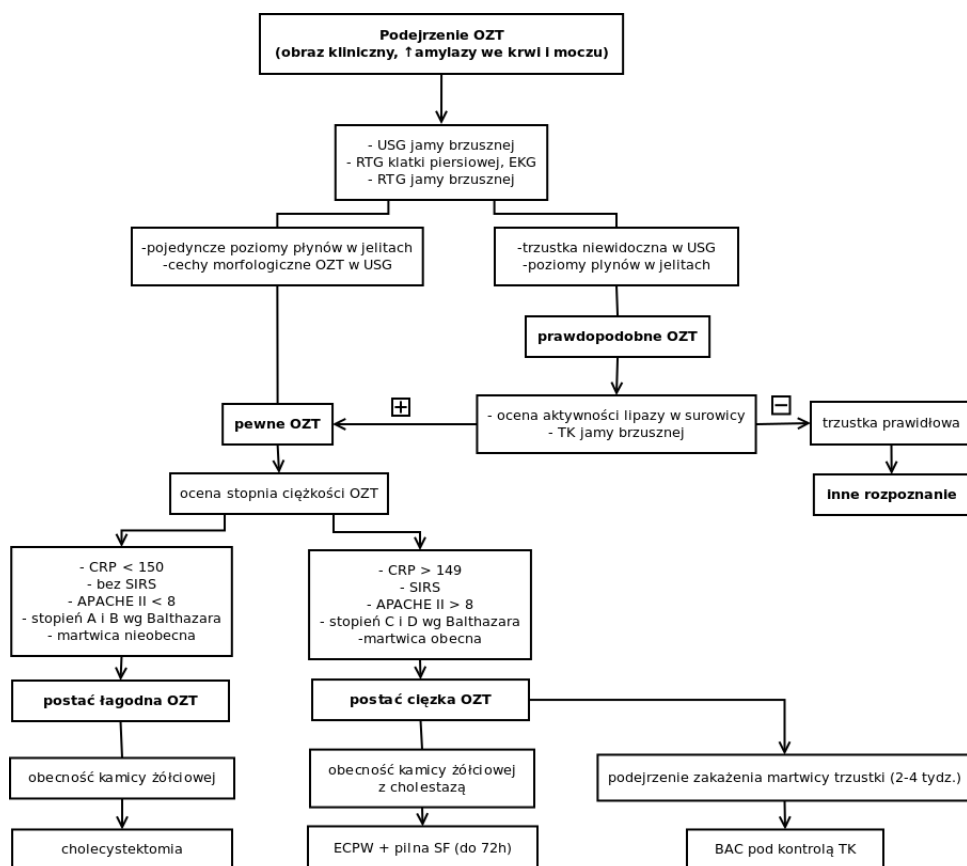 Podejrzenie OZT
(obraz kliniczny, ↑amylazy we krwi i moczu)
- USG jamy brzusznej
- RTG klatki piersiowej, EKG
- RTG jamy brzusznej
-pojedyncze poziomy płynów w jelitach
-cechy morfologiczne OZT w USG
-trzustka niewidoczna w USG
-poziomy plynów w jelitach
prawdopodobne OZT
+
−
pewne OZT
- ocena aktywności lipazy w surowicy
- TK jamy brzusznej
trzustka prawidłowa
inne rozpoznanie
ocena stopnia ciężkości OZT
- CRP < 150
- bez SIRS
- APACHE II < 8
- stopień A i B wg Balthazara
- martwica nieobecna
- CRP > 149
- SIRS
- APACHE II > 8
- stopień C i D wg Balthazara
-martwica obecna
postać łagodna OZT
postać cięzka OZT
obecność kamicy żółciowej
obecność kamicy żółciowej
z cholestazą
podejrzenie zakażenia martwicy trzustki (2-4 tydz.)
cholecystektomia
ECPW + pilna SF (do 72h)
BAC pod kontrolą TK